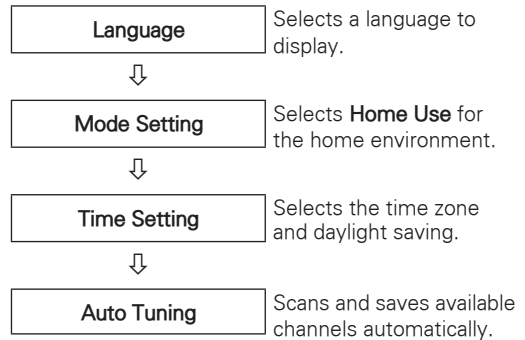 Language
Selects a language to
display.
⇩
Mode Setting
Selects Home Use for
the home environment.
⇩
Time Setting
Selects the time zone
and daylight saving.
⇩
Auto Tuning
Scans and saves available
channels automatically.